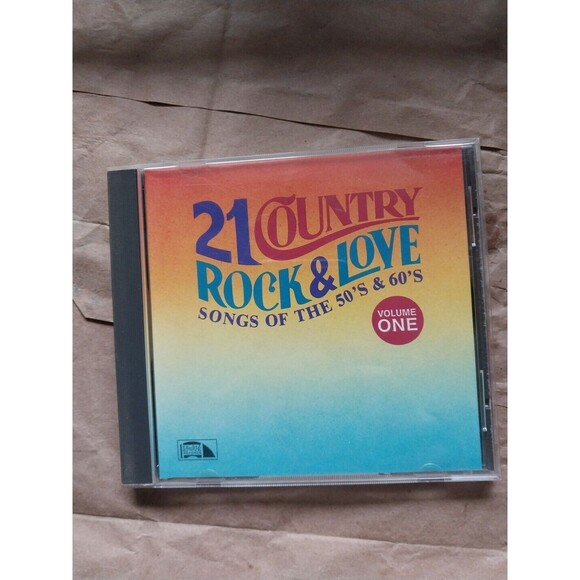 21 COUNTRY
ROCK & LOVE
SONGS OF THE 50'S & 60'S
VOLUME
ONE